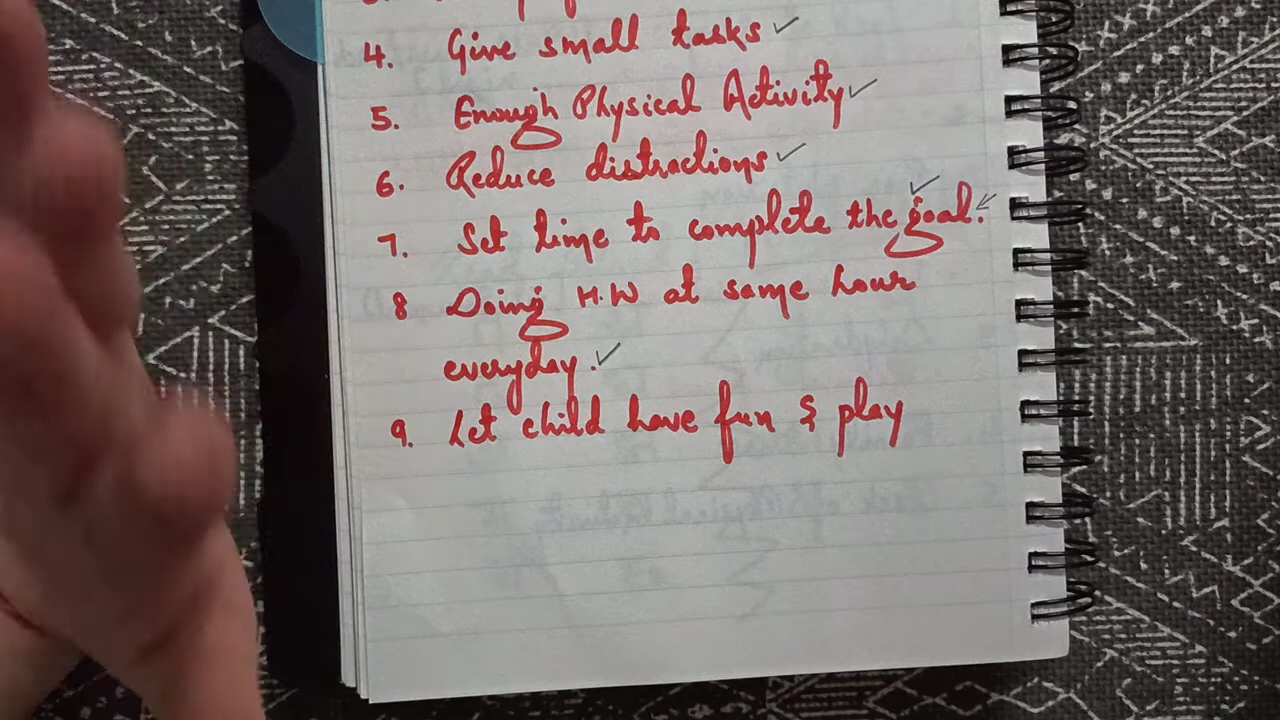 4. Give small tasks ✓
5. Enough Physical Activity ✓
6. Reduce distractions ✓
7. Set time to complete the goal. ✓
8 Doing H.W at same hour
everyday. ✓
9. Let child have fun & play